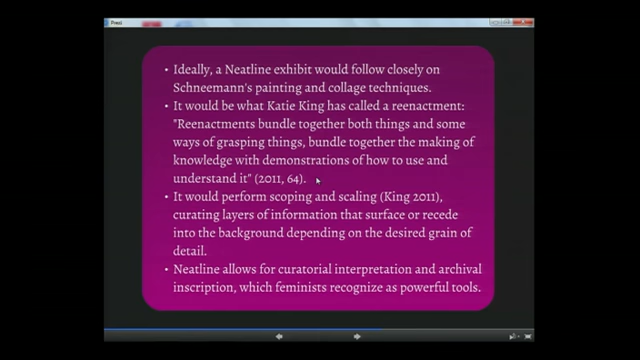 Prezi
• Ideally, a Neatline exhibit would follow closely on
Schneemann's painting and collage techniques.
• It would be what Katie King has called a reenactment:
"Reenactments bundle together both things and some
ways of grasping things, bundle together the making of
knowledge with demonstrations of how to use and
understand it" (2011, 64).
• It would perform scoping and scaling (King 2011),
curating layers of information that surface or recede
into the background depending on the desired grain of
detail.
• Neatline allows for curatorial interpretation and archival
inscription, which feminists recognize as powerful tools.